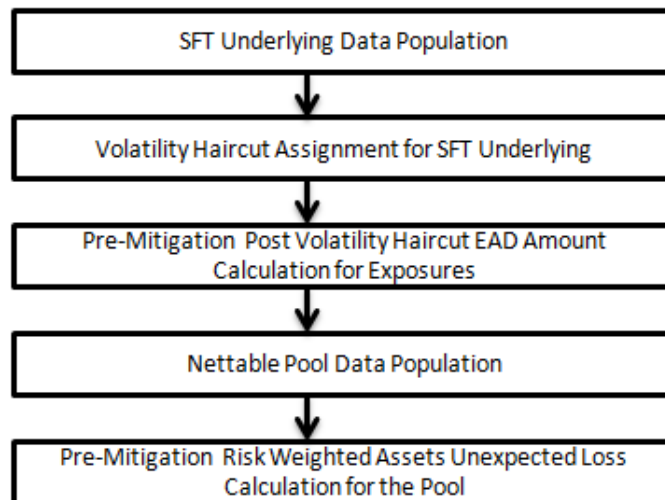 SFT Underlying Data Population
Volatility Haircut Assignment for SFT Underlying
Pre-Mitigation Post Volatility Haircut EAD Amount
Calculation for Exposures
Nettable Pool Data Population
Pre-Mitigation Risk Weighted Assets Unexpected Loss
Calculation for the Pool